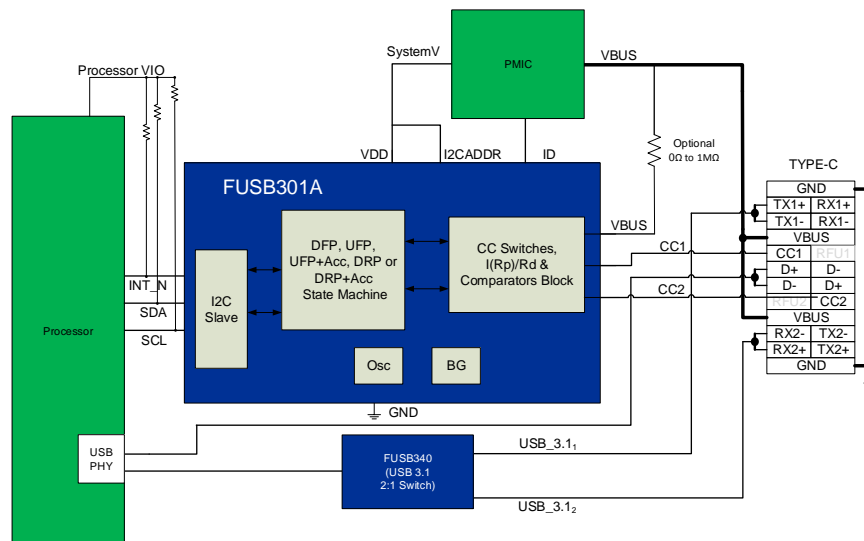 SystemV
PMIC
VBUS
Processor VIO
Optional
0Ω to 1MΩ
VDD
I2CADDR
ID
TYPE-C
FUSB301A
GND
TX1+ RX1+
TX1- RX1-
VBUS
CC1 RFU1
D+ D-
D- D+
RFU2 CC2
VBUS
RX2- TX2-
RX2+ TX2+
GND
VBUS
CC1
CC2
DFP, UFP,
UFP+Acc, DRP or
DRP+Acc
State Machine
CC Switches,
I(Rp)/Rd &
Comparators Block
I2C
Slave
INT_N
SDA
SCL
Processor
Osc
BG
GND
USB
PHY
FUSB340
(USB 3.1
2:1 Switch)
USB_3.1₁
USB_3.1₂